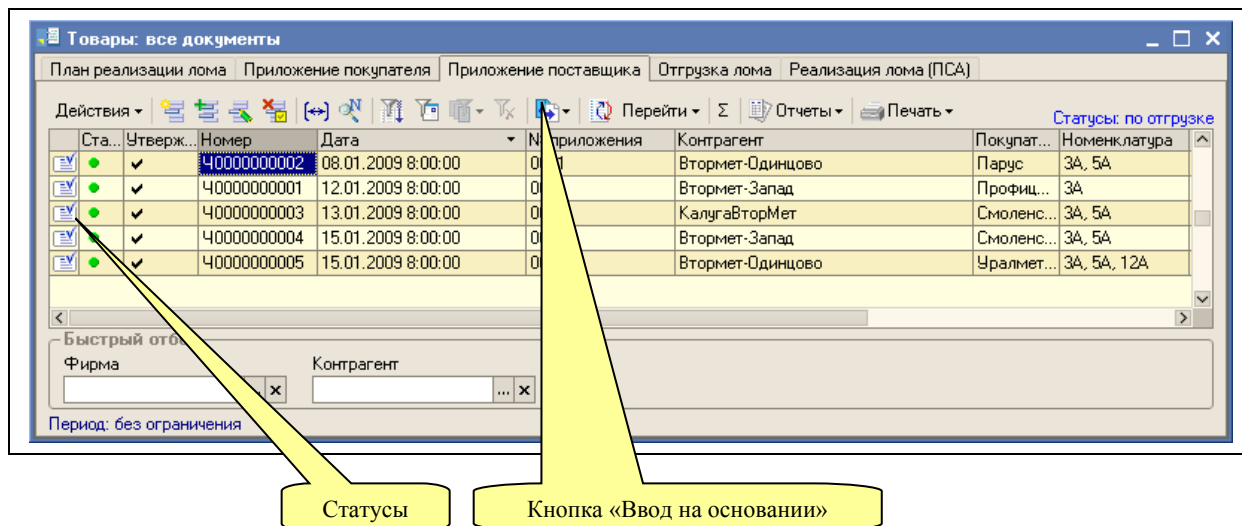 Товары: все документы
План реализации лома Приложение покупателя Приложение поставщика Отгрузка лома Реализация лома (ПСА)
Действия Перейти Σ Отчеты Печать
Статусы: по отгрузке
Ста... Утверж... Номер Дата приложения Контрагент Покупат... Номенклатура
Ч0000000002 08.01.2009 8:00:00 Втормет-Одинцово Парус 3А, 5А
Ч0000000001 12.01.2009 8:00:00 Втормет-Запад Профиц... 3А
Ч0000000003 13.01.2009 8:00:00 КалугаВторМет Смоленс... 3А, 5А
Ч0000000004 15.01.2009 8:00:00 Втормет-Запад Смоленс... 3А, 5А
Ч0000000005 15.01.2009 8:00:00 Втормет-Одинцово Уралмет... 3А, 5А, 12А
Быстрый
Фирма Контрагент
... x ... x
Период: без ограничения
Статусы Кнопка «Ввод на основании»